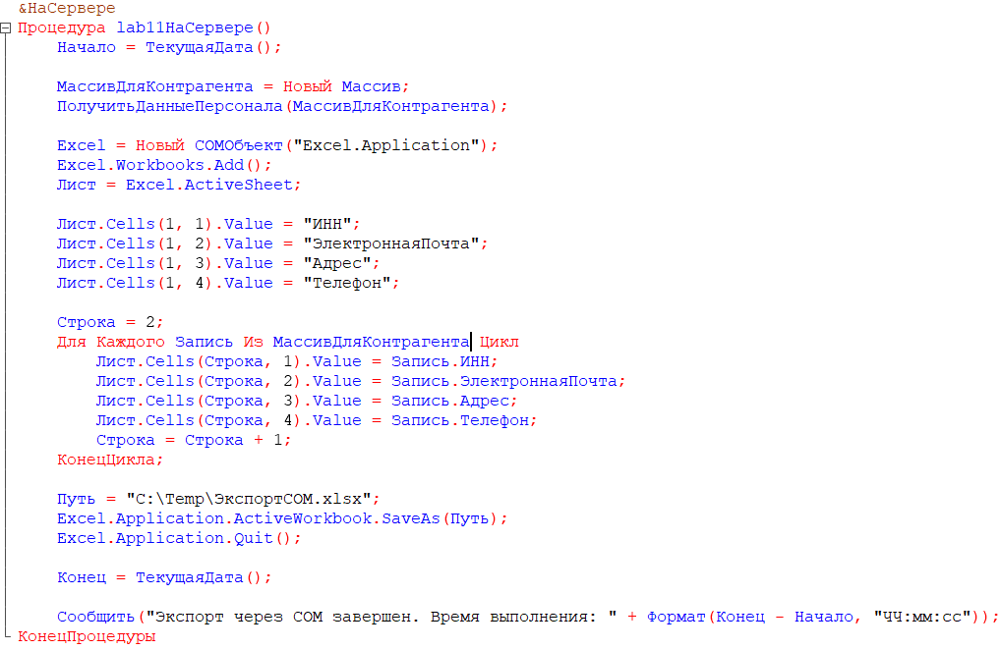 &НаСервере
Процедура lab11НаСервере()
Начало = ТекущаяДата();
МассивДляКонтрагента = Новый Массив;
ПолучитьДанныеПерсонала(МассивДляКонтрагента);
Excel = Новый COMОбъект("Excel.Application");
Excel.Workbooks.Add();
Лист = Excel.ActiveSheet;
Лист.Cells(1, 1).Value = "ИНН";
Лист.Cells(1, 2).Value = "ЭлектроннаяПочта";
Лист.Cells(1, 3).Value = "Адрес";
Лист.Cells(1, 4).Value = "Телефон";
Строка = 2;
Для Каждого Запись Из МассивДляКонтрагента Цикл
Лист.Cells(Строка, 1).Value = Запись.ИНН;
Лист.Cells(Строка, 2).Value = Запись.ЭлектроннаяПочта;
Лист.Cells(Строка, 3).Value = Запись.Адрес;
Лист.Cells(Строка, 4).Value = Запись.Телефон;
Строка = Строка + 1;
КонецЦикла;
Путь = "C:\Temp\ЭкспортCOM.xlsx";
Excel.Application.ActiveWorkbook.SaveAs(Путь);
Excel.Application.Quit();
Конец = ТекущаяДата();
Сообщить("Экспорт через COM завершен. Время выполнения: " + Формат(Конец - Начало, "ЧЧ:мм:сс"));
КонецПроцедуры